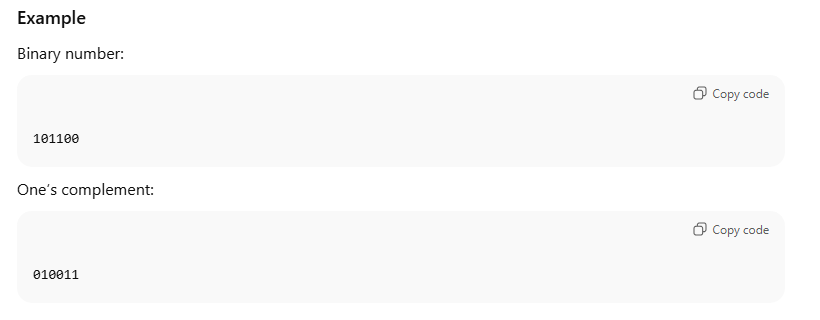 Example
Binary number:
Copy code
101100
One's complement:
Copy code
010011